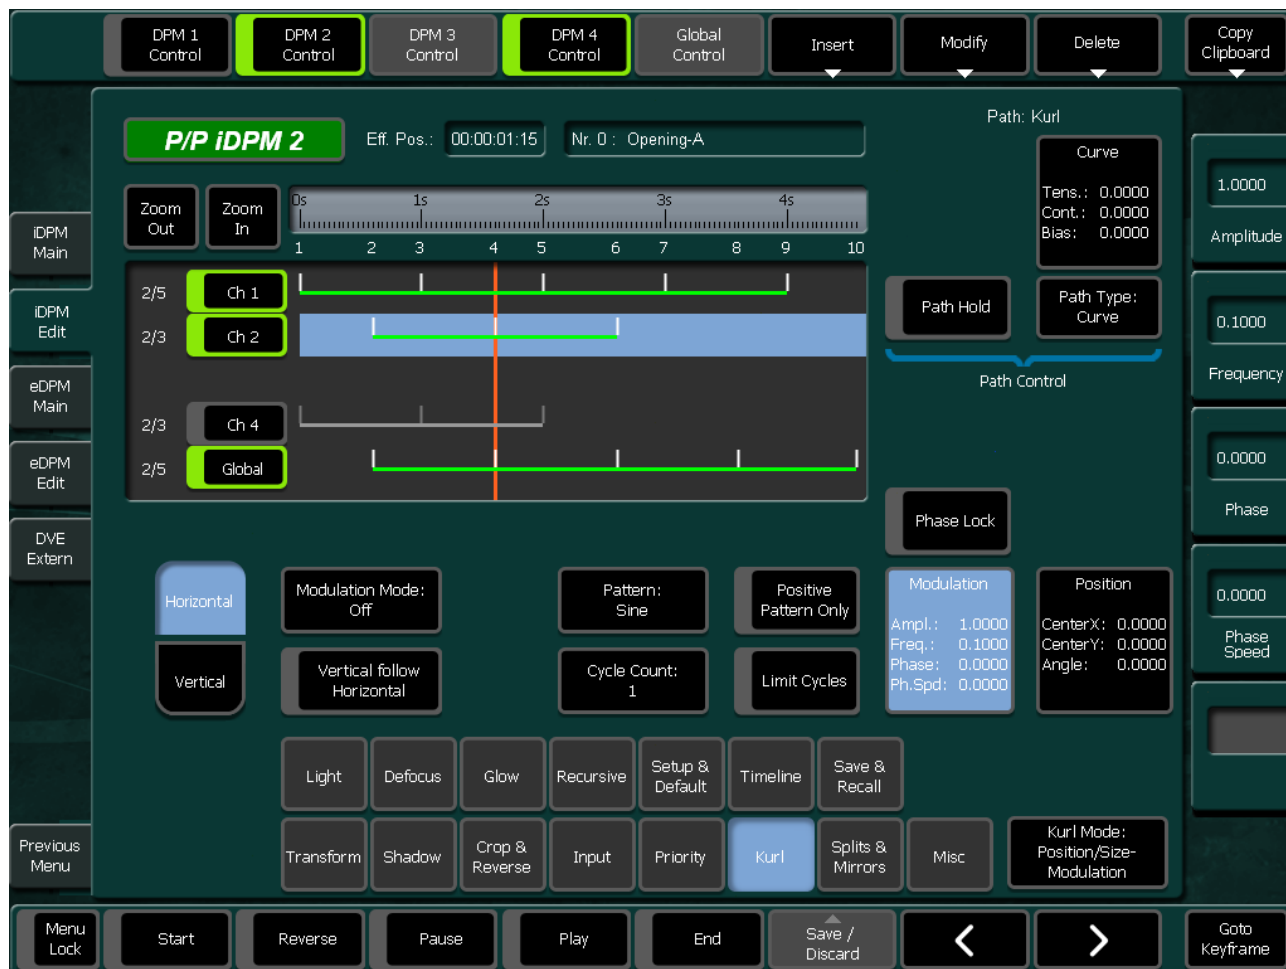 DPM 1
Control
DPM 2
Control
DPM 3
Control
DPM 4
Control
Global
Control
Insert
Modify
Delete
Copy
Clipboard
P/P iDPM 2
Eff. Pos.: 00:00:01:15
Nr. 0 : Opening-A
Path: Kurl
Curve
Tens.: 0.0000
Cont.: 0.0000
Bias: 0.0000
1.0000
Amplitude
Zoom
Out
Zoom
In
0s 1s 2s 3s 4s
1 2 3 4 5 6 7 8 9 10
iDPM
Main
iDPM
Edit
eDPM
Main
eDPM
Edit
DVE
Extern
2/5 Ch 1
2/3 Ch 2
2/3 Ch 4
2/5 Global
Path Hold
Path Type:
Curve
Path Control
0.1000
Frequency
0.0000
Phase
Phase Lock
Horizontal
Vertical
Modulation Mode:
Off
Vertical follow
Horizontal
Pattern:
Sine
Cycle Count:
1
Positive
Pattern Only
Limit Cycles
Modulation
Ampl.: 1.0000
Freq.: 0.1000
Phase: 0.0000
Ph.Spd: 0.0000
Position
CenterX: 0.0000
CenterY: 0.0000
Angle: 0.0000
0.0000
Phase
Speed
Light
Defocus
Glow
Recursive
Setup &
Default
Timeline
Save &
Recall
Previous
Menu
Transform
Shadow
Crop &
Reverse
Input
Priority
Kurl
Splits &
Mirrors
Misc
Kurl Mode:
Position/Size-
Modulation
Menu
Lock
Start
Reverse
Pause
Play
End
Save /
Discard
<
>
Goto
Keyframe